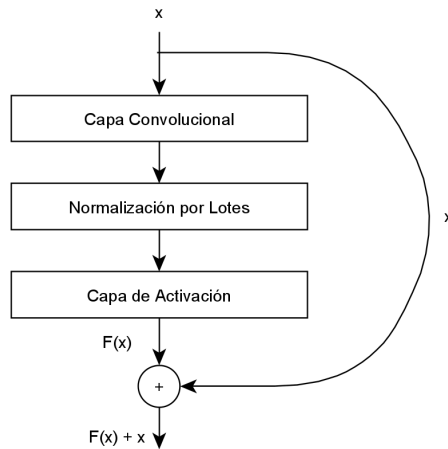 x
Capa Convolucional
Normalización por Lotes
x
Capa de Activación
F(x)
+
F(x) + x